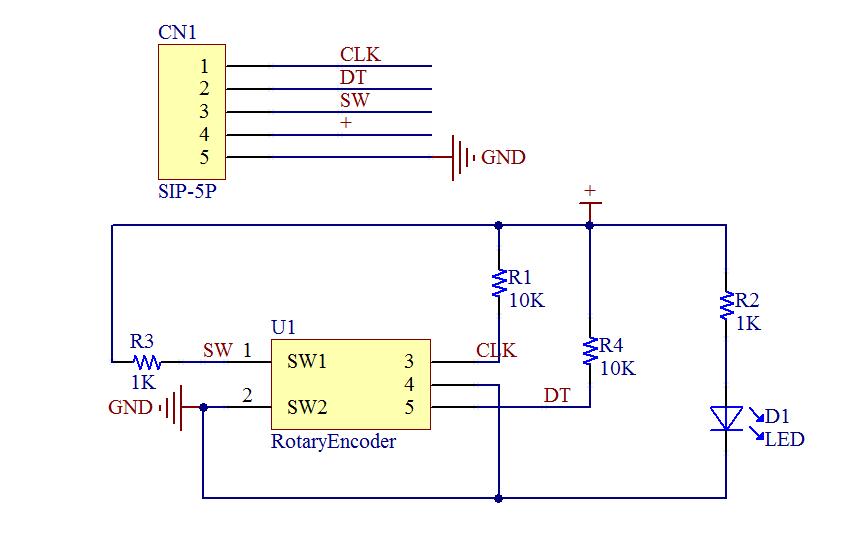 CN1
1 CLK
2 DT
3 SW
4 +
5 GND
SIP-5P
+
R1
10K
R2
1K
R3
1K
R4
10K
U1
SW 1 SW1 3 CLK
4
GND 2 SW2 5 DT
RotaryEncoder
D1
LED